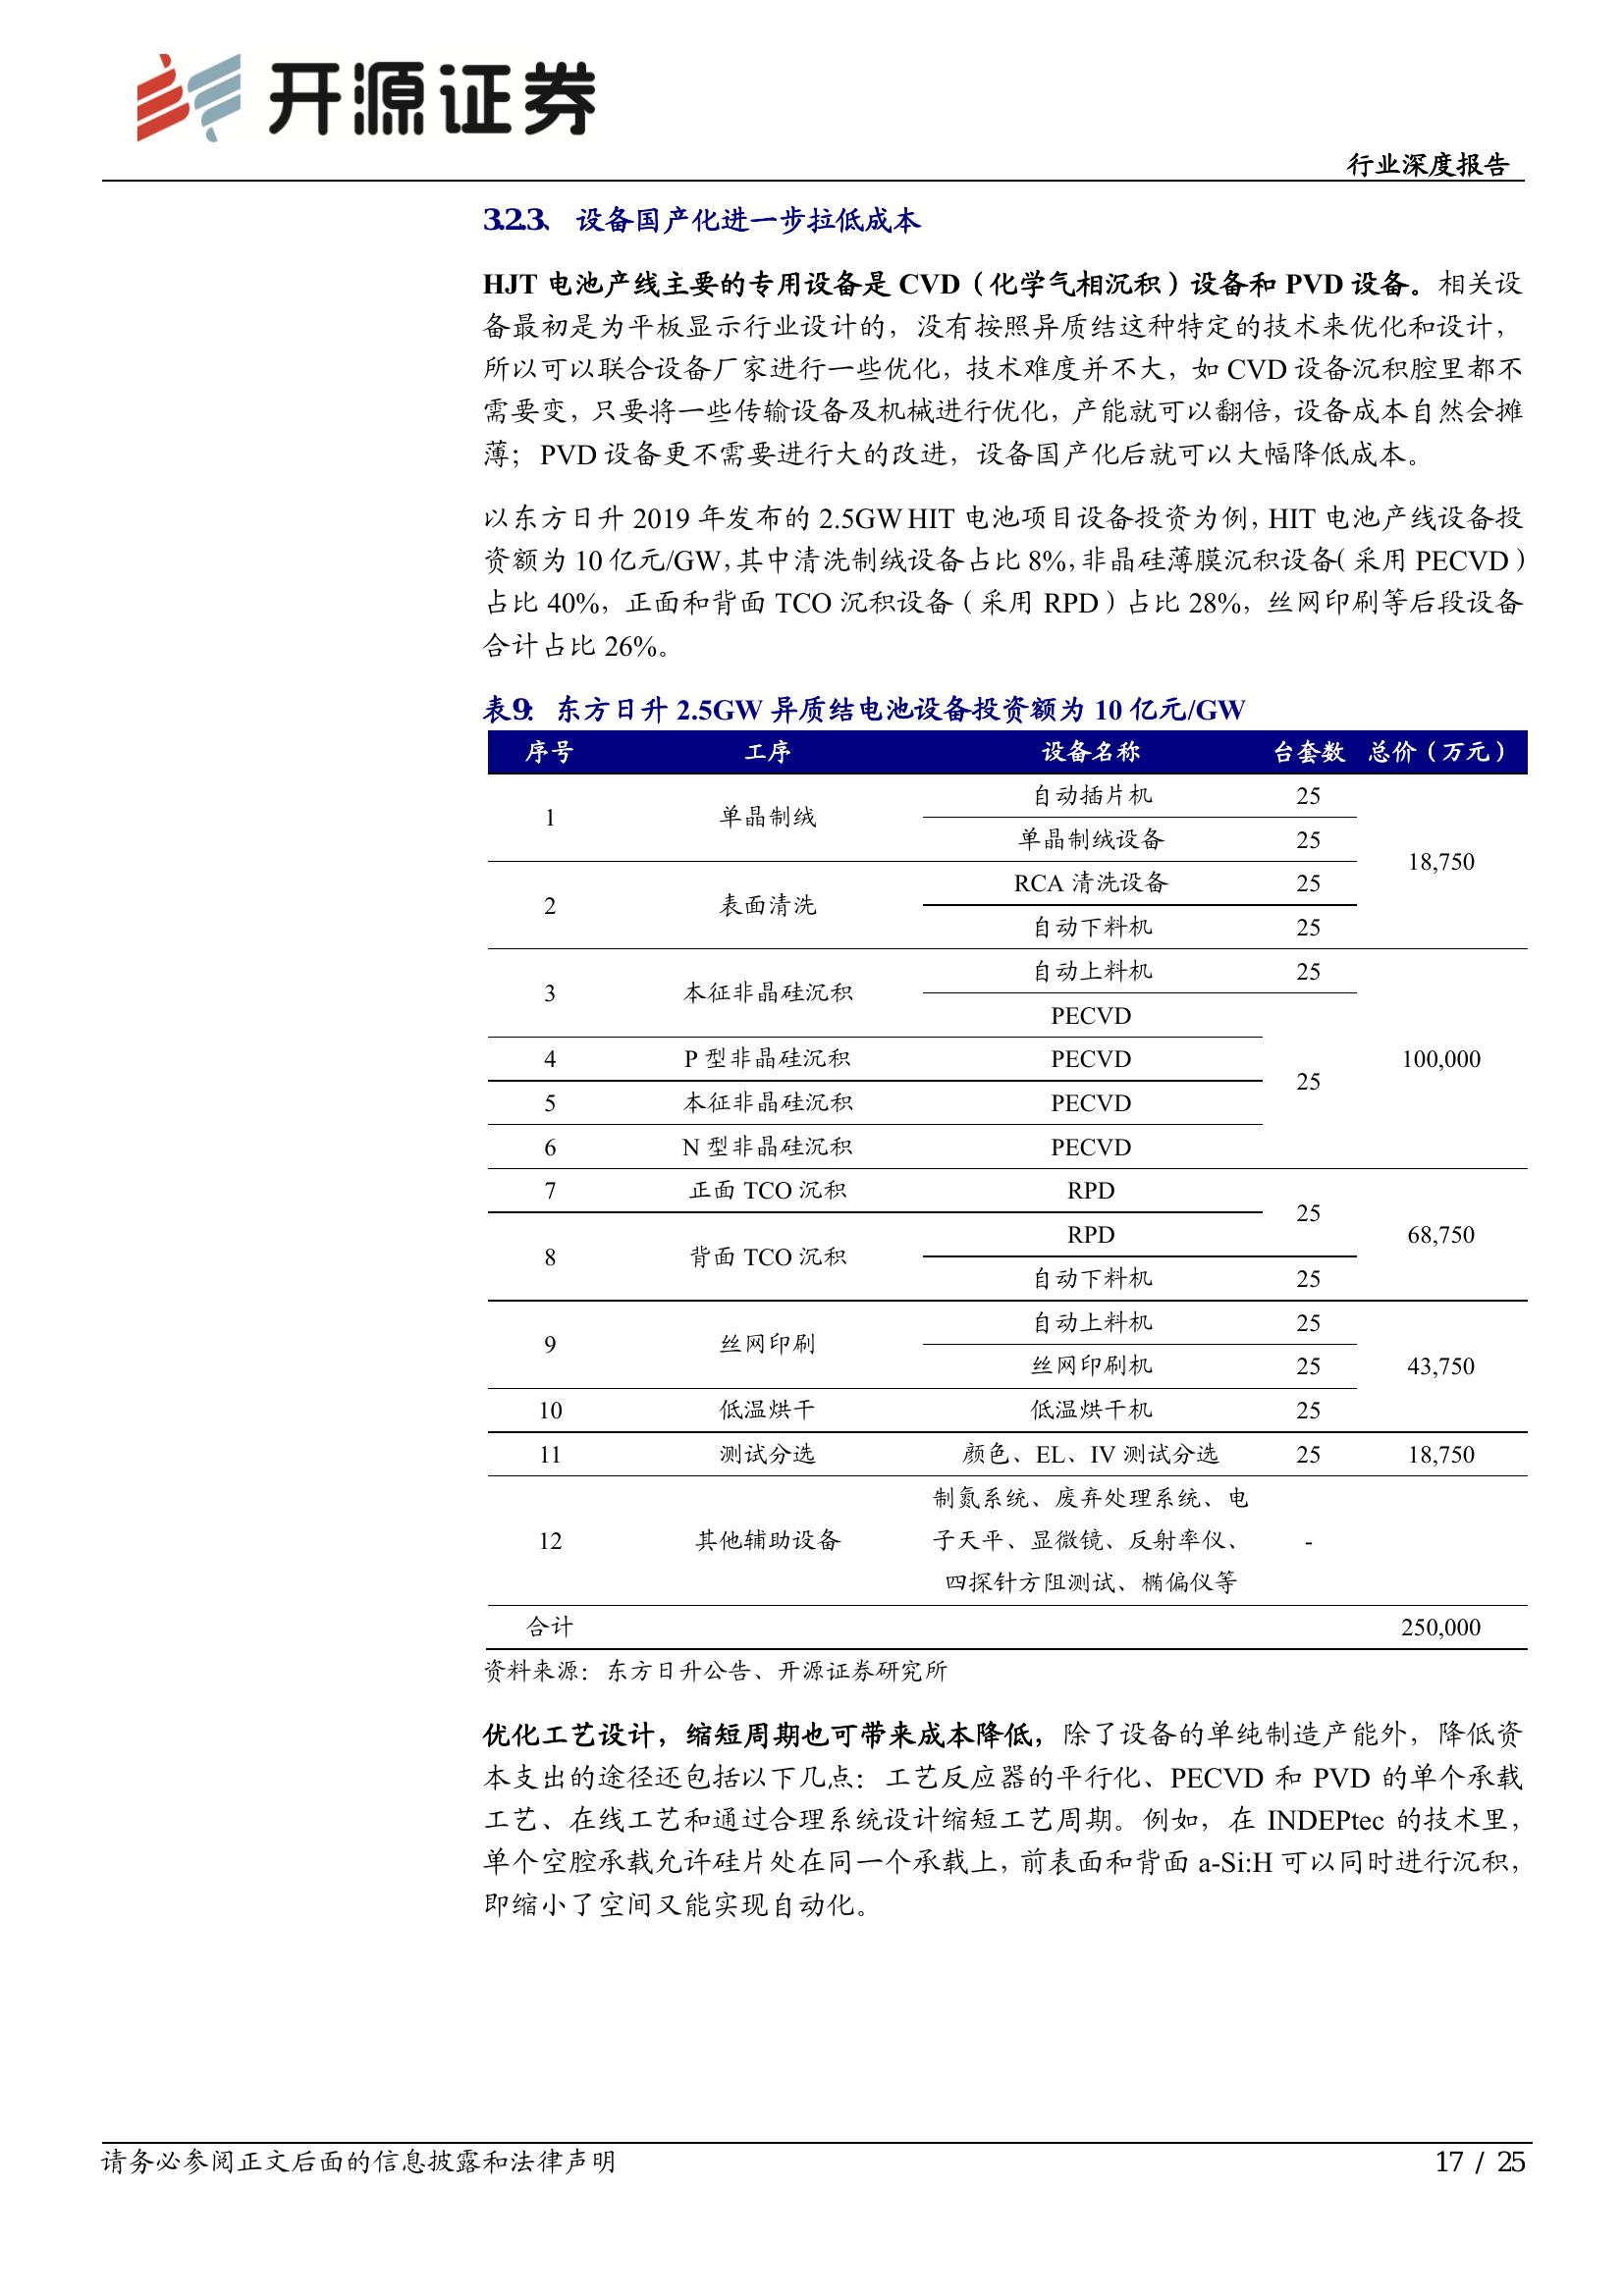 开源证券
行业深度报告
3.2.3、 设备国产化进一步拉低成本
HJT 电池产线主要的专用设备是 CVD（化学气相沉积）设备和 PVD 设备。相关设
备最初是为平板显示行业设计的，没有按照异质结这种特定的技术来优化和设计，
所以可以联合设备厂家进行一些优化，技术难度并不大，如 CVD 设备沉积腔里都不
需要变，只要将一些传输设备及机械进行优化，产能就可以翻倍，设备成本自然会摊
薄；PVD 设备更不需要进行大的改进，设备国产化后就可以大幅降低成本。
以东方日升 2019 年发布的 2.5GW HIT 电池项目设备投资为例，HIT 电池产线设备投
资额为 10 亿元/GW，其中清洗制绒设备占比 8%，非晶硅薄膜沉积设备（采用 PECVD）
占比 40%，正面和背面 TCO 沉积设备（采用 RPD）占比 28%，丝网印刷等后段设备
合计占比 26%。
表9： 东方日升 2.5GW 异质结电池设备投资额为 10 亿元/GW
序号 工序 设备名称 台套数 总价（万元）
1 单晶制绒 自动插片机 25
单晶制绒设备 25
18,750
2 表面清洗 RCA 清洗设备 25
自动下料机 25
3 本征非晶硅沉积 自动上料机 25
PECVD
4 P 型非晶硅沉积 PECVD 25 100,000
5 本征非晶硅沉积 PECVD
6 N 型非晶硅沉积 PECVD
7 正面 TCO 沉积 RPD 25
8 背面 TCO 沉积 RPD 68,750
自动下料机 25
9 丝网印刷 自动上料机 25
丝网印刷机 25 43,750
10 低温烘干 低温烘干机 25
11 测试分选 颜色、EL、IV 测试分选 25 18,750
制氮系统、废弃处理系统、电
12 其他辅助设备 子天平、显微镜、反射率仪、 -
四探针方阻测试、椭偏仪等
合计 250,000
资料来源：东方日升公告、开源证券研究所
优化工艺设计，缩短周期也可带来成本降低，除了设备的单纯制造产能外，降低资
本支出的途径还包括以下几点：工艺反应器的平行化、PECVD 和 PVD 的单个承载
工艺、在线工艺和通过合理系统设计缩短工艺周期。例如，在 INDEPtec 的技术里，
单个空腔承载允许硅片处在同一个承载上，前表面和背面 a-Si:H 可以同时进行沉积，
即缩小了空间又能实现自动化。
请务必参阅正文后面的信息披露和法律声明 17 / 25